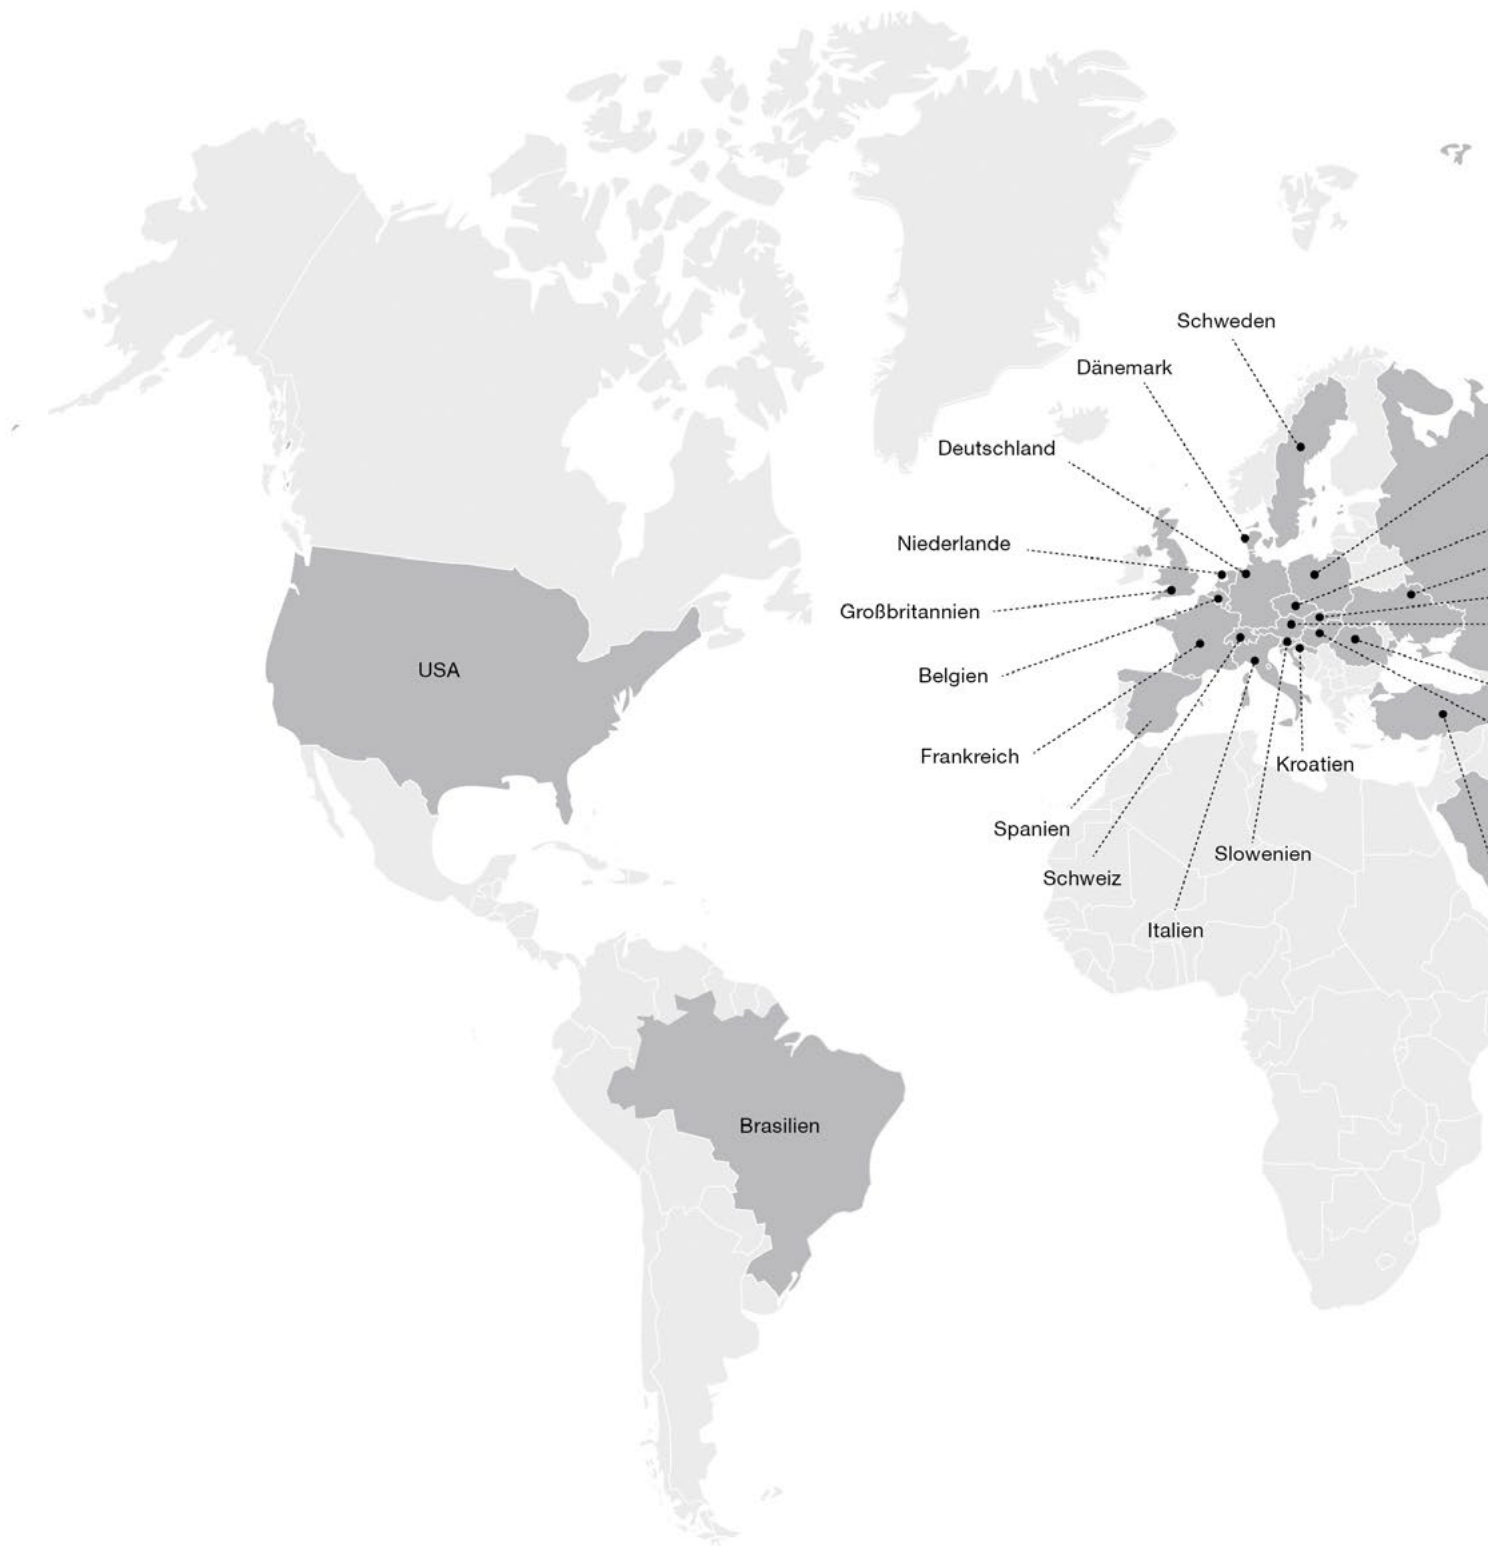 Schweden
Dänemark
Deutschland
Niederlande
Großbritannien
USA
Belgien
Frankreich
Kroatien
Spanien
Slowenien
Schweiz
Italien
Brasilien